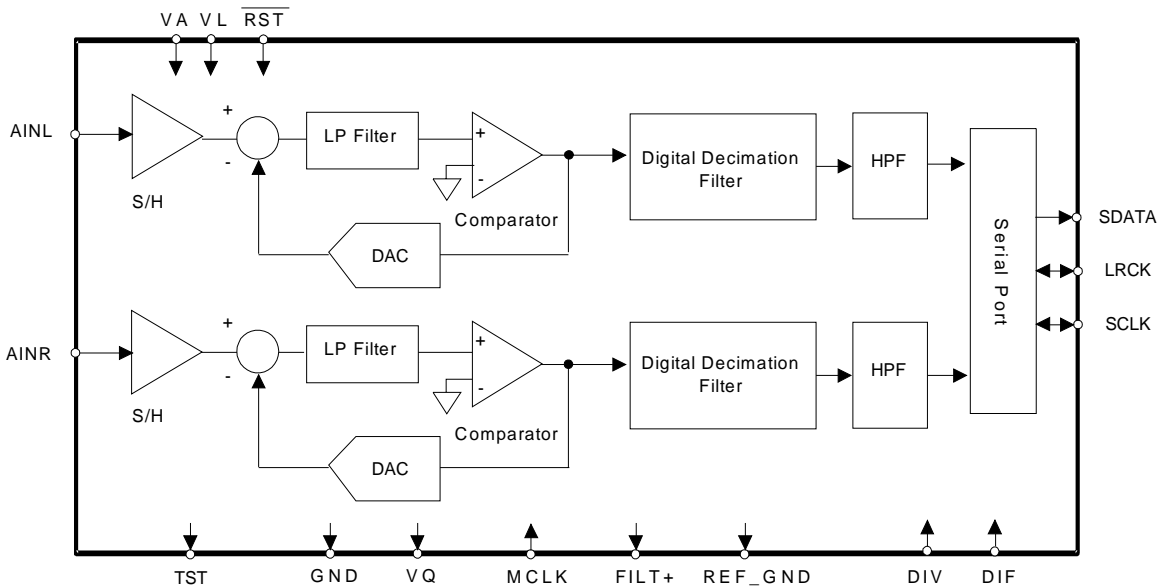 VA VL RST
AINL
+
-
S/H
LP Filter
+
-
Comparator
DAC
Digital Decimation
Filter
HPF
Serial Port
SDATA
LRCK
SCLK
AINR
+
-
S/H
LP Filter
+
-
Comparator
DAC
Digital Decimation
Filter
HPF
TST GND VQ MCLK FILT+ REF_GND DIV DIF